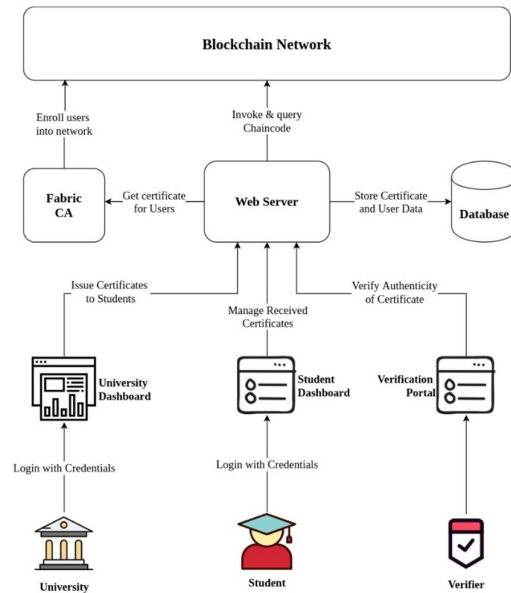 Blockchain Network
Enroll users
into network
Invoke & query
Chaincode
Fabric
CA
Get certificate
for Users
Web Server
Store Certificate
and User Data
Database
Issue Certificates
to Students
Manage Received
Certificates
Verify Authenticity
of Certificate
University
Dashboard
Student
Dashboard
Verification
Portal
Login with Credentials
Login with Credentials
University
Student
Verifier